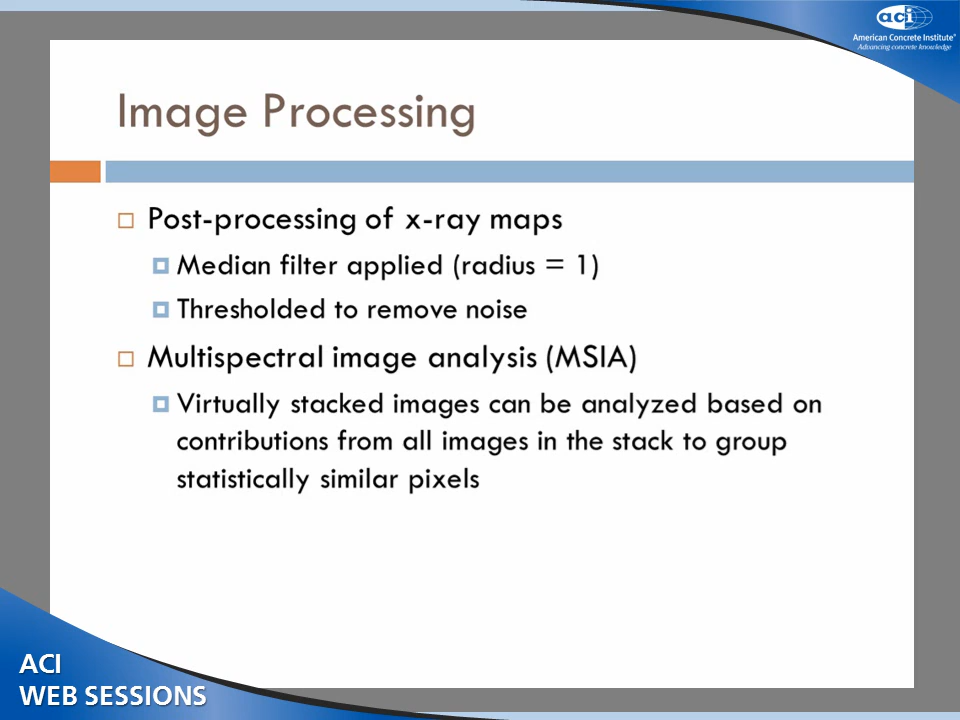 aci
American Concrete Institute®
Advancing concrete knowledge
Image Processing
Post-processing of x-ray maps
Median filter applied (radius = 1)
Thresholded to remove noise
Multispectral image analysis (MSIA)
Virtually stacked images can be analyzed based on
contributions from all images in the stack to group
statistically similar pixels
ACI
WEB SESSIONS